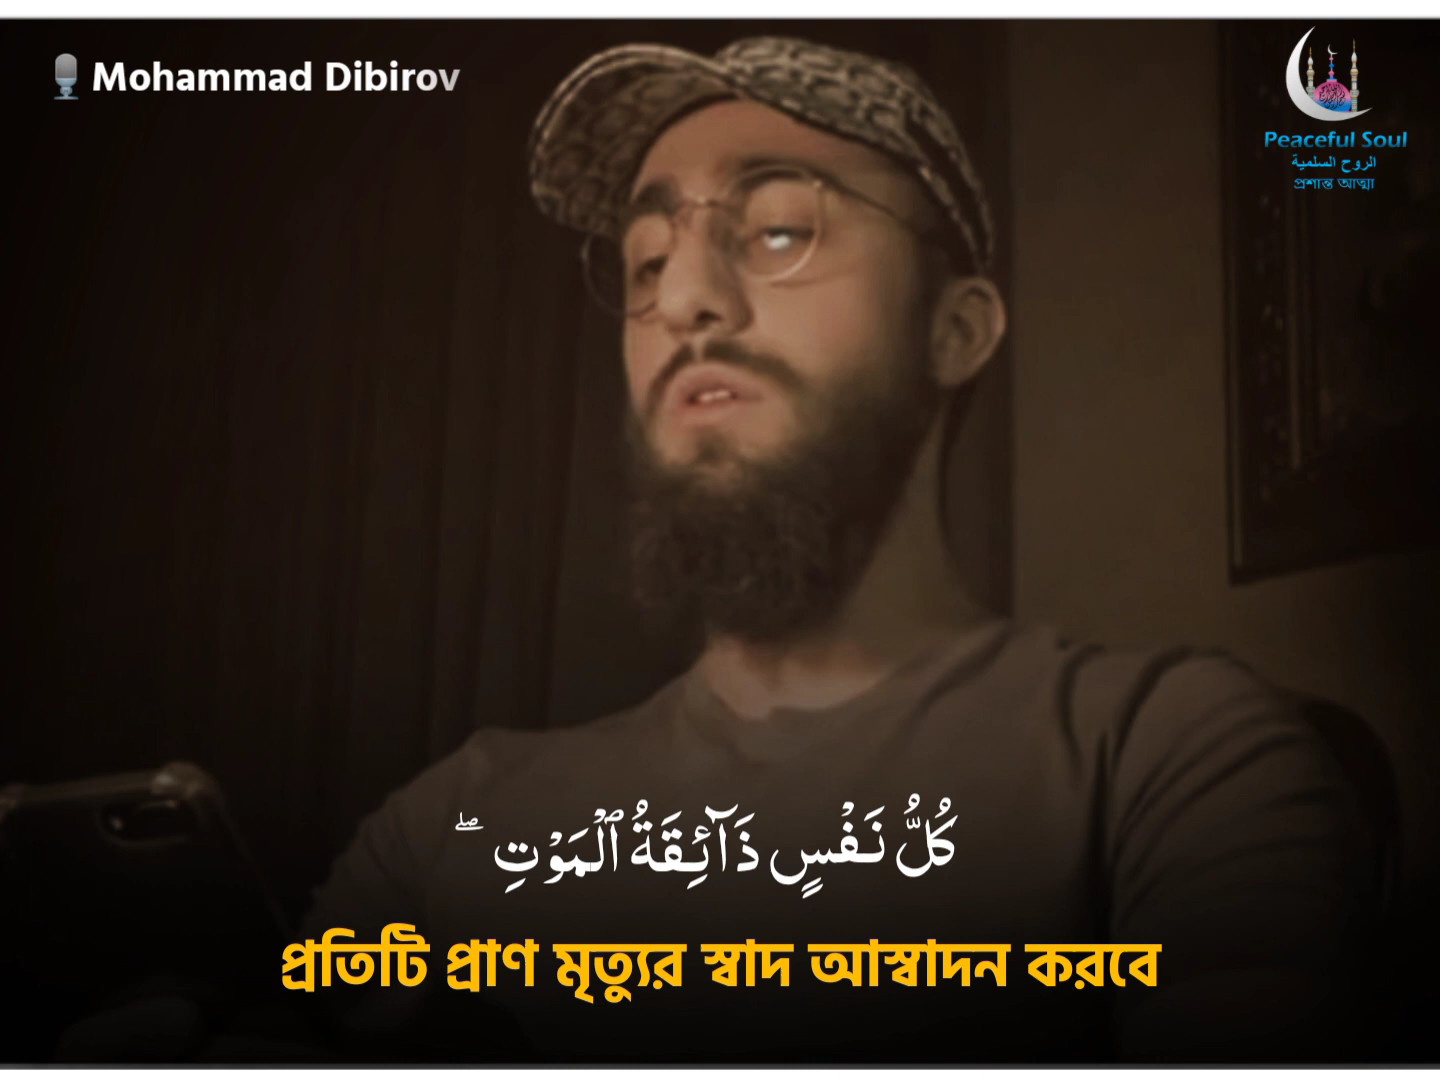 Mohammad Dibirov
Peaceful Soul
الروح السلمية
প্রশান্ত আত্মা
كُلُّ نَفْسٍ ذَآئِقَةُ ٱلْمَوْتِ ۖ
প্রতিটি প্রাণ মৃত্যুর স্বাদ আস্বাদন করবে